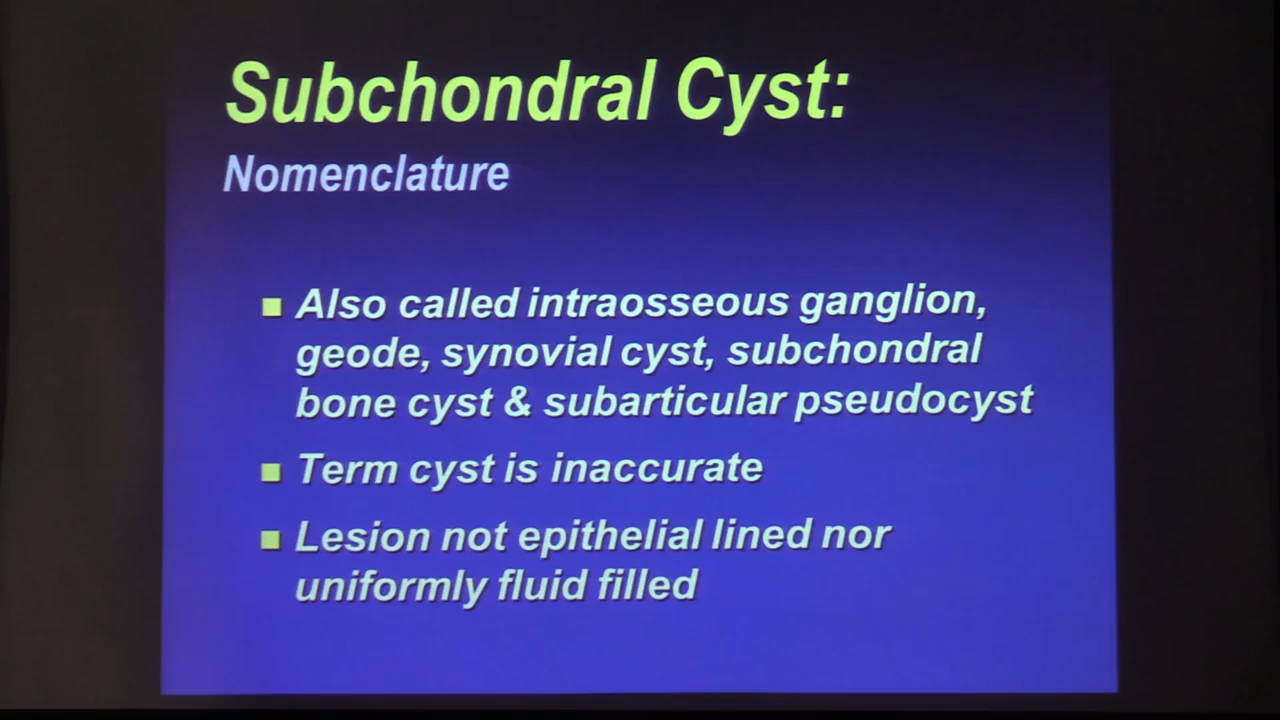 Subchondral Cyst:
Nomenclature
Also called intraosseous ganglion,
geode, synovial cyst, subchondral
bone cyst & subarticular pseudocyst
Term cyst is inaccurate
Lesion not epithelial lined nor
uniformly fluid filled